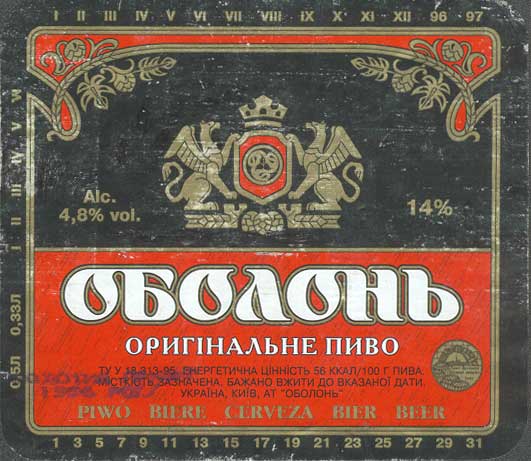 I II III IV V VI VII VIII IX X XI XII 96 97
I II III IV V W
Alc.
4,8% vol.
14%
ОБОЛОНЬ
ОРИГІНАЛЬНЕ ПИВО
0,5Л 0,33Л
ТУ У 18.313-95. ЕНЕРГЕТИЧНА ЦІННІСТЬ 56 ККАЛ/100 Г ПИВА.
МІСТКІСТЬ ЗАЗНАЧЕНА. БАЖАНО ВЖИТИ ДО ВКАЗАНОЇ ДАТИ.
УКРАЇНА, КИЇВ, АТ "ОБОЛОНЬ"
PIWO BIERE CERVEZA BIER BEER
1 3 5 7 9 11 13 15 17 19 21 23 25 27 29 31